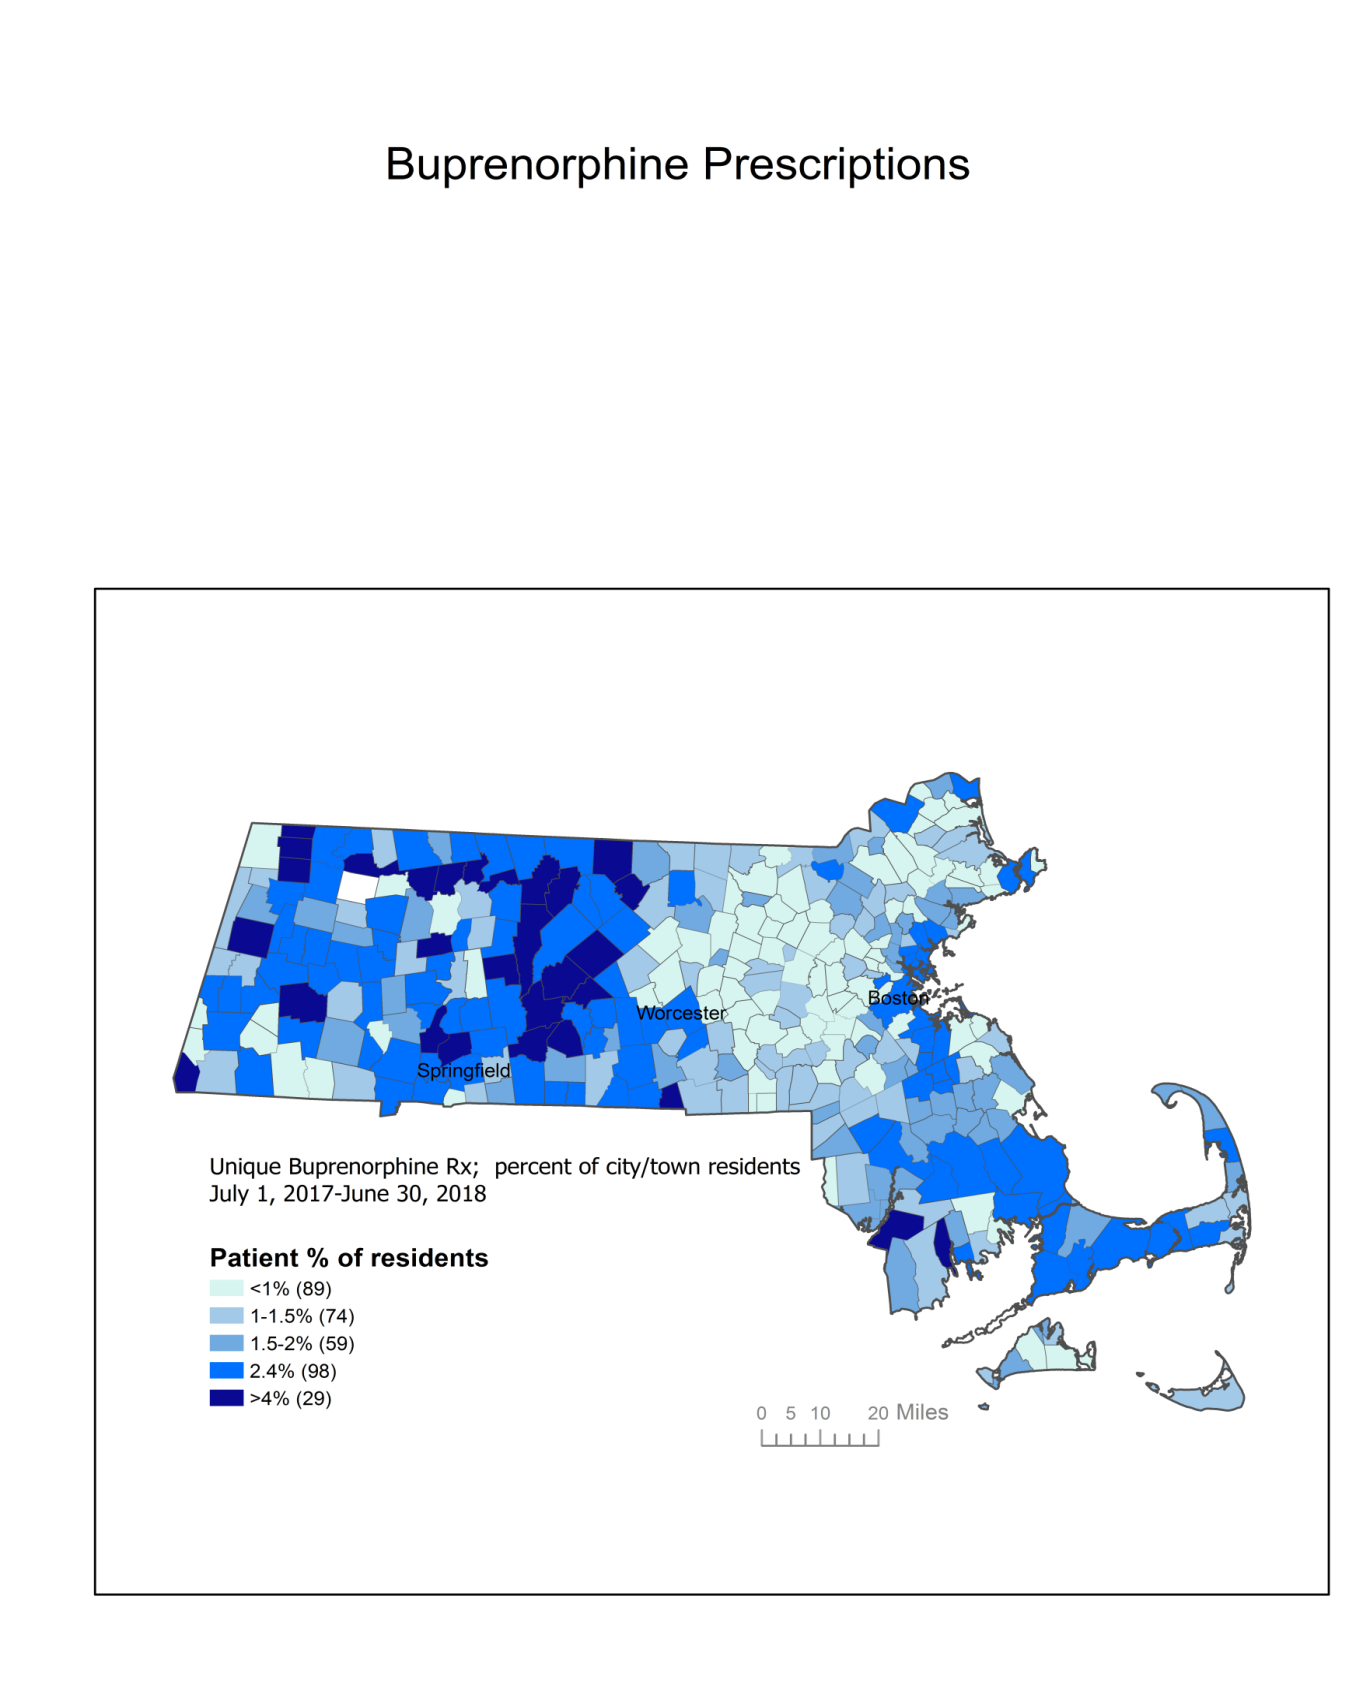 Buprenorphine Prescriptions
Boston
Worcester
Springfield
Unique Buprenorphine Rx;  percent of city/town residents
July 1, 2017-June 30, 2018
Patient % of residents
<1% (89)
1-1.5% (74)
1.5-2% (59)
2.4% (98)
>4% (29)
0 5 10 20 Miles